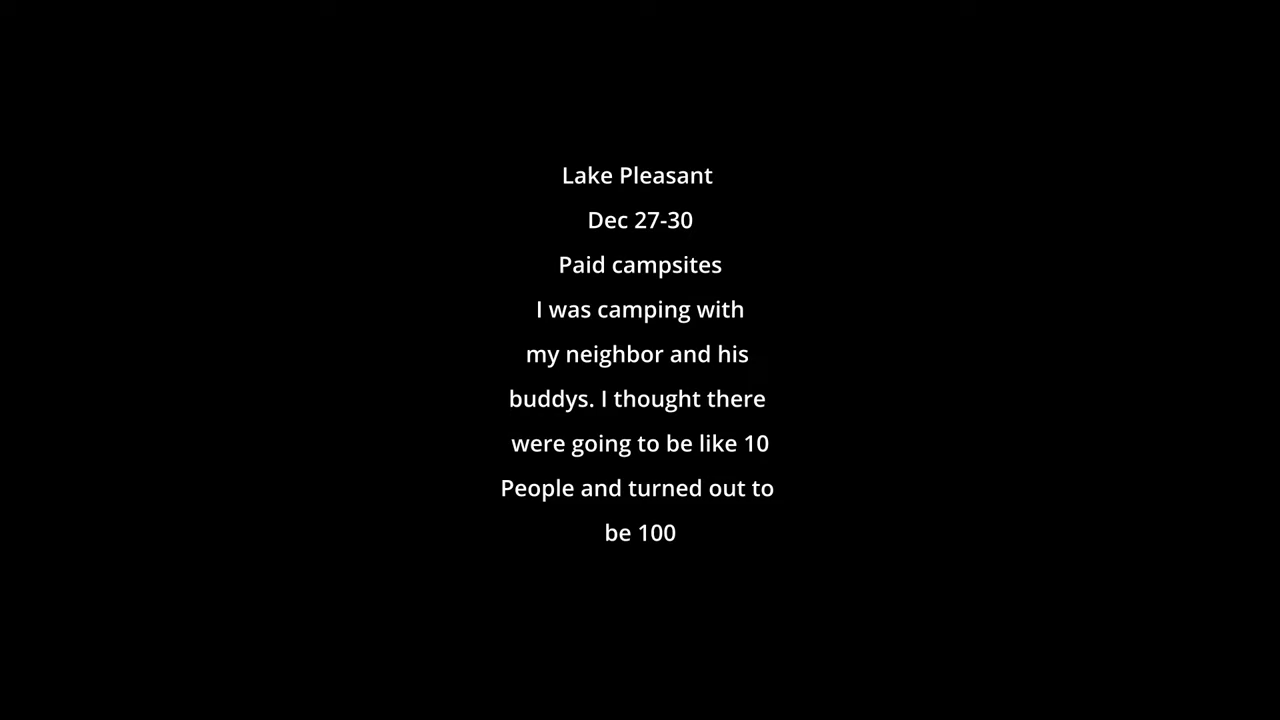 Lake Pleasant
Dec 27-30
Paid campsites
I was camping with
my neighbor and his
buddys. I thought there
were going to be like 10
People and turned out to
be 100